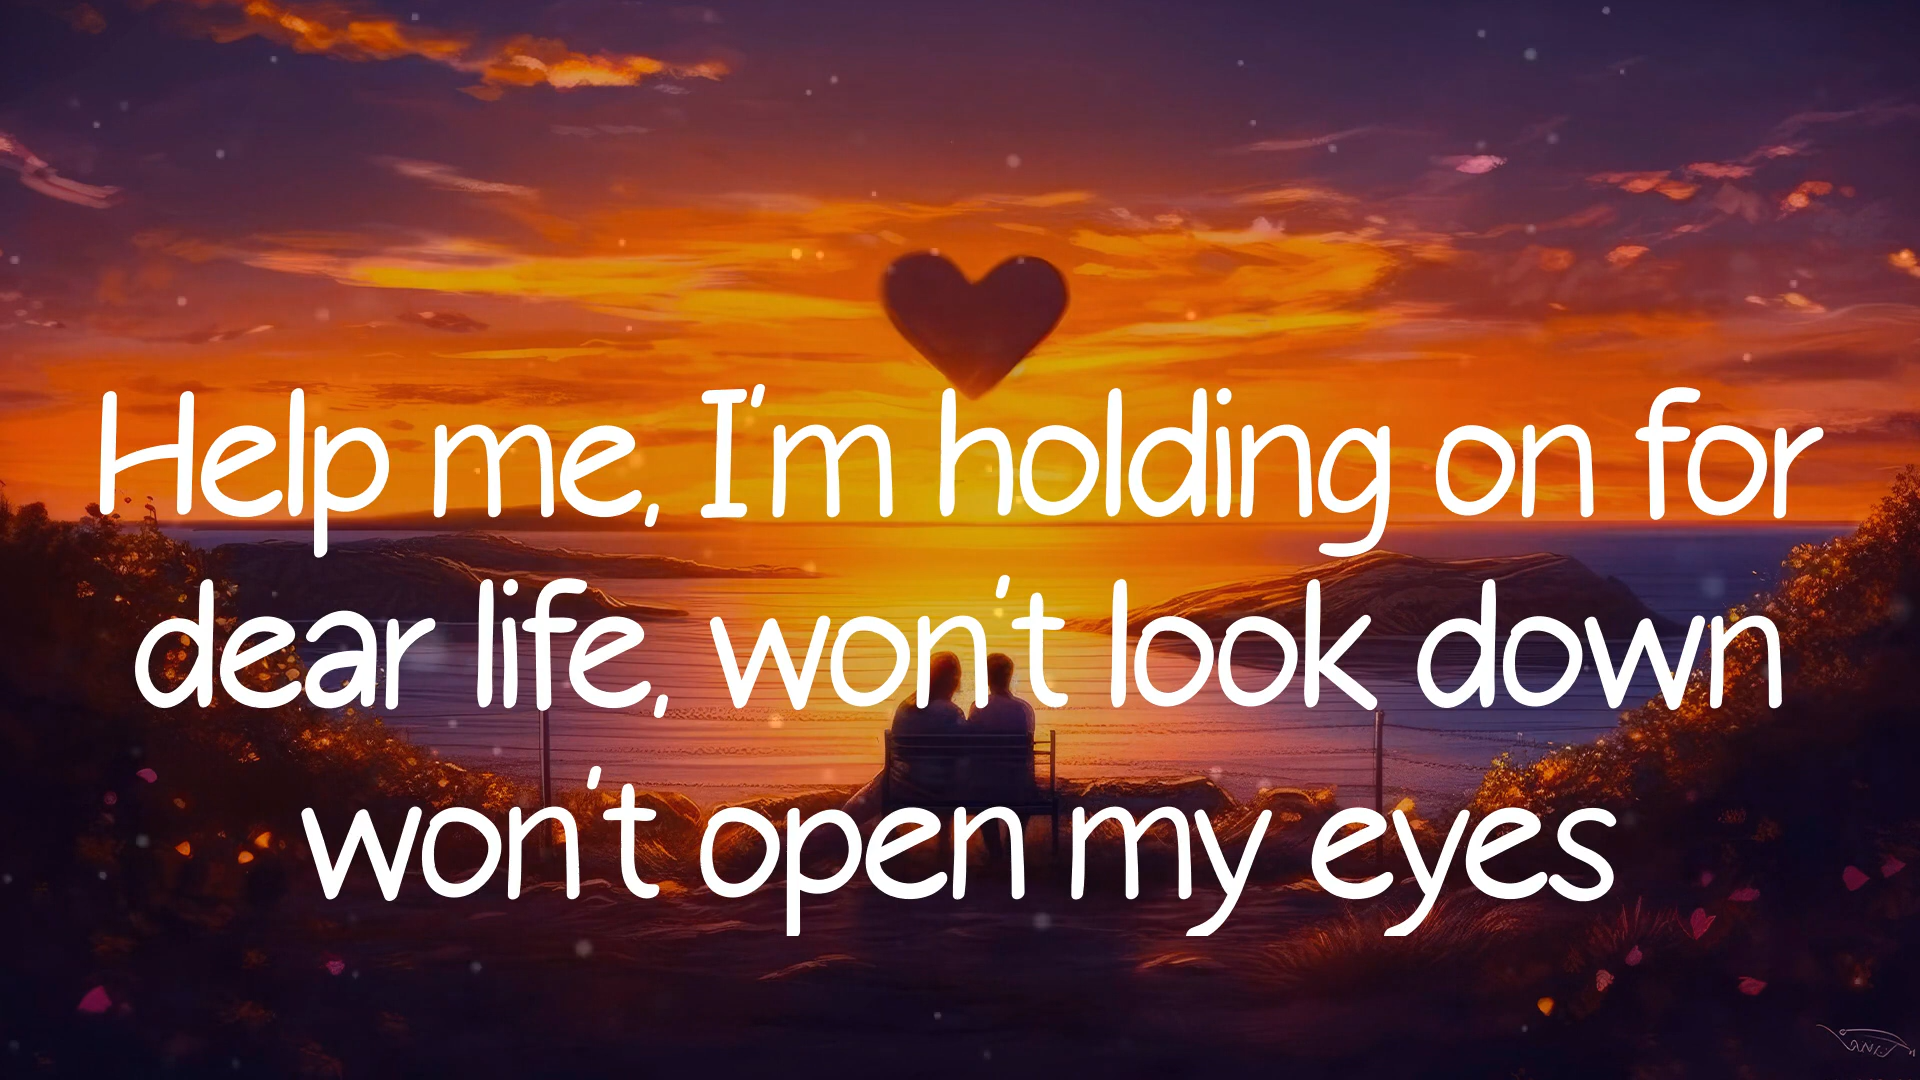 Help me, I'm holding on for
dear life, won't look down
won't open my eyes